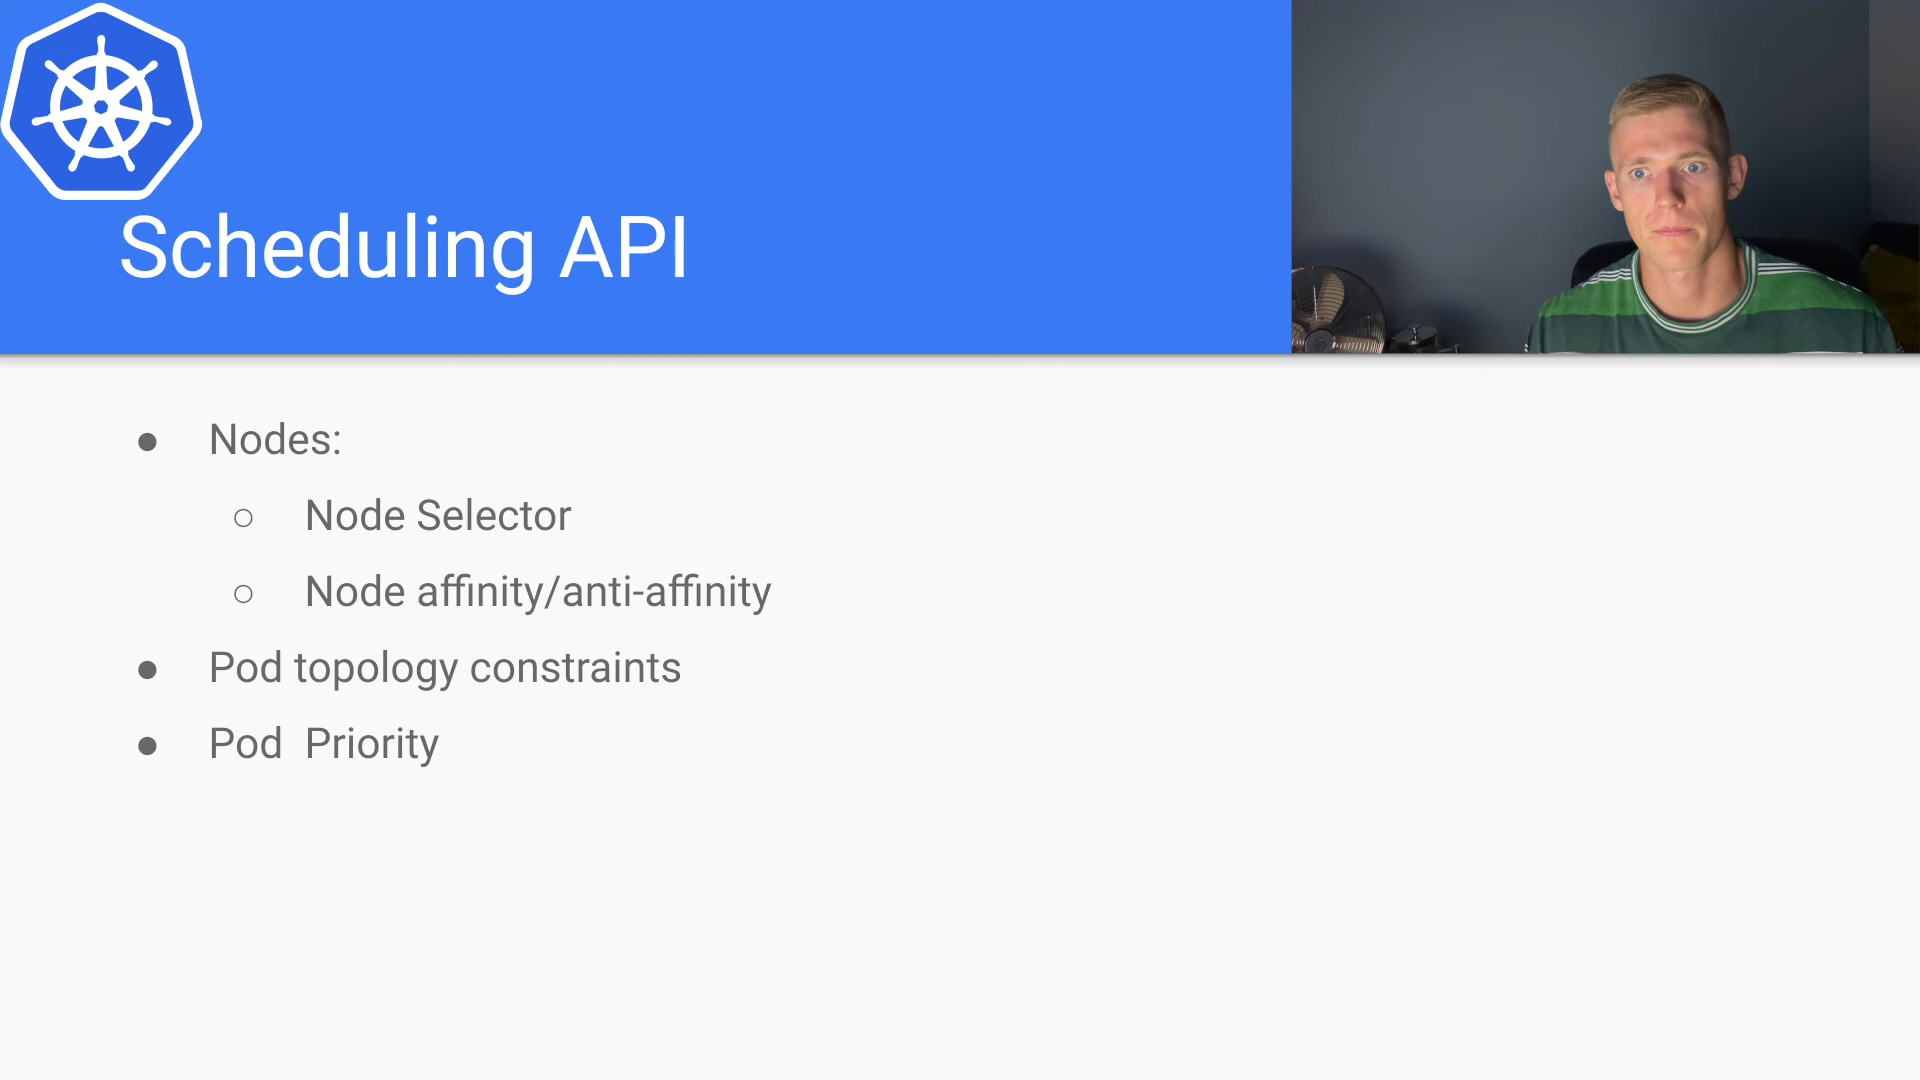 Scheduling API
● Nodes:
○ Node Selector
○ Node affinity/anti-affinity
● Pod topology constraints
● Pod  Priority